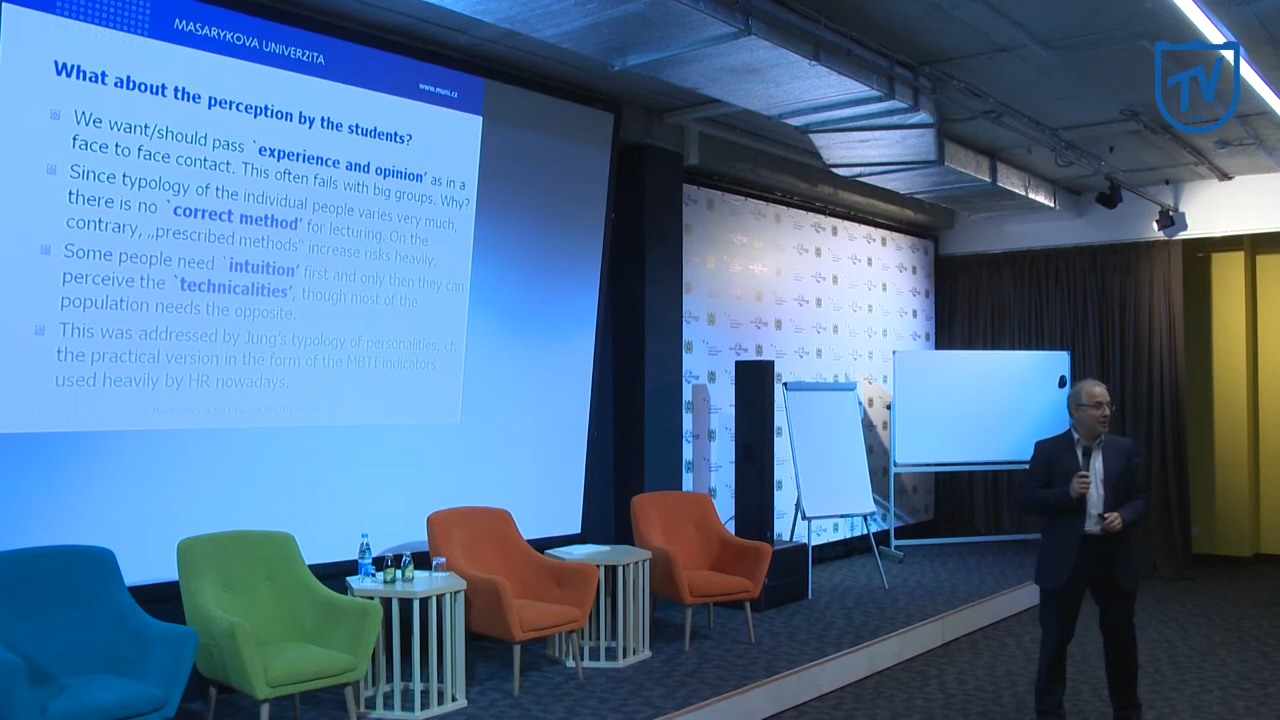 MASARYKOVA UNIVERZITA
www.muni.cz
What about the perception by the students?
We want/should pass `experience and opinion' as in a
face to face contact. This often fails with big groups. Why?
Since typology of the individual people varies very much,
there is no `correct method' for lecturing. On the
contrary, „prescribed methods" increase risks heavily.
Some people need `intuition' first and only then they can
perceive the `technicalities', though most of the
population needs the opposite.
This was addressed by Jung's typology of personalities, cf.
the practical version in the form of the MBTI indicators
used heavily by HR nowadays.
TV